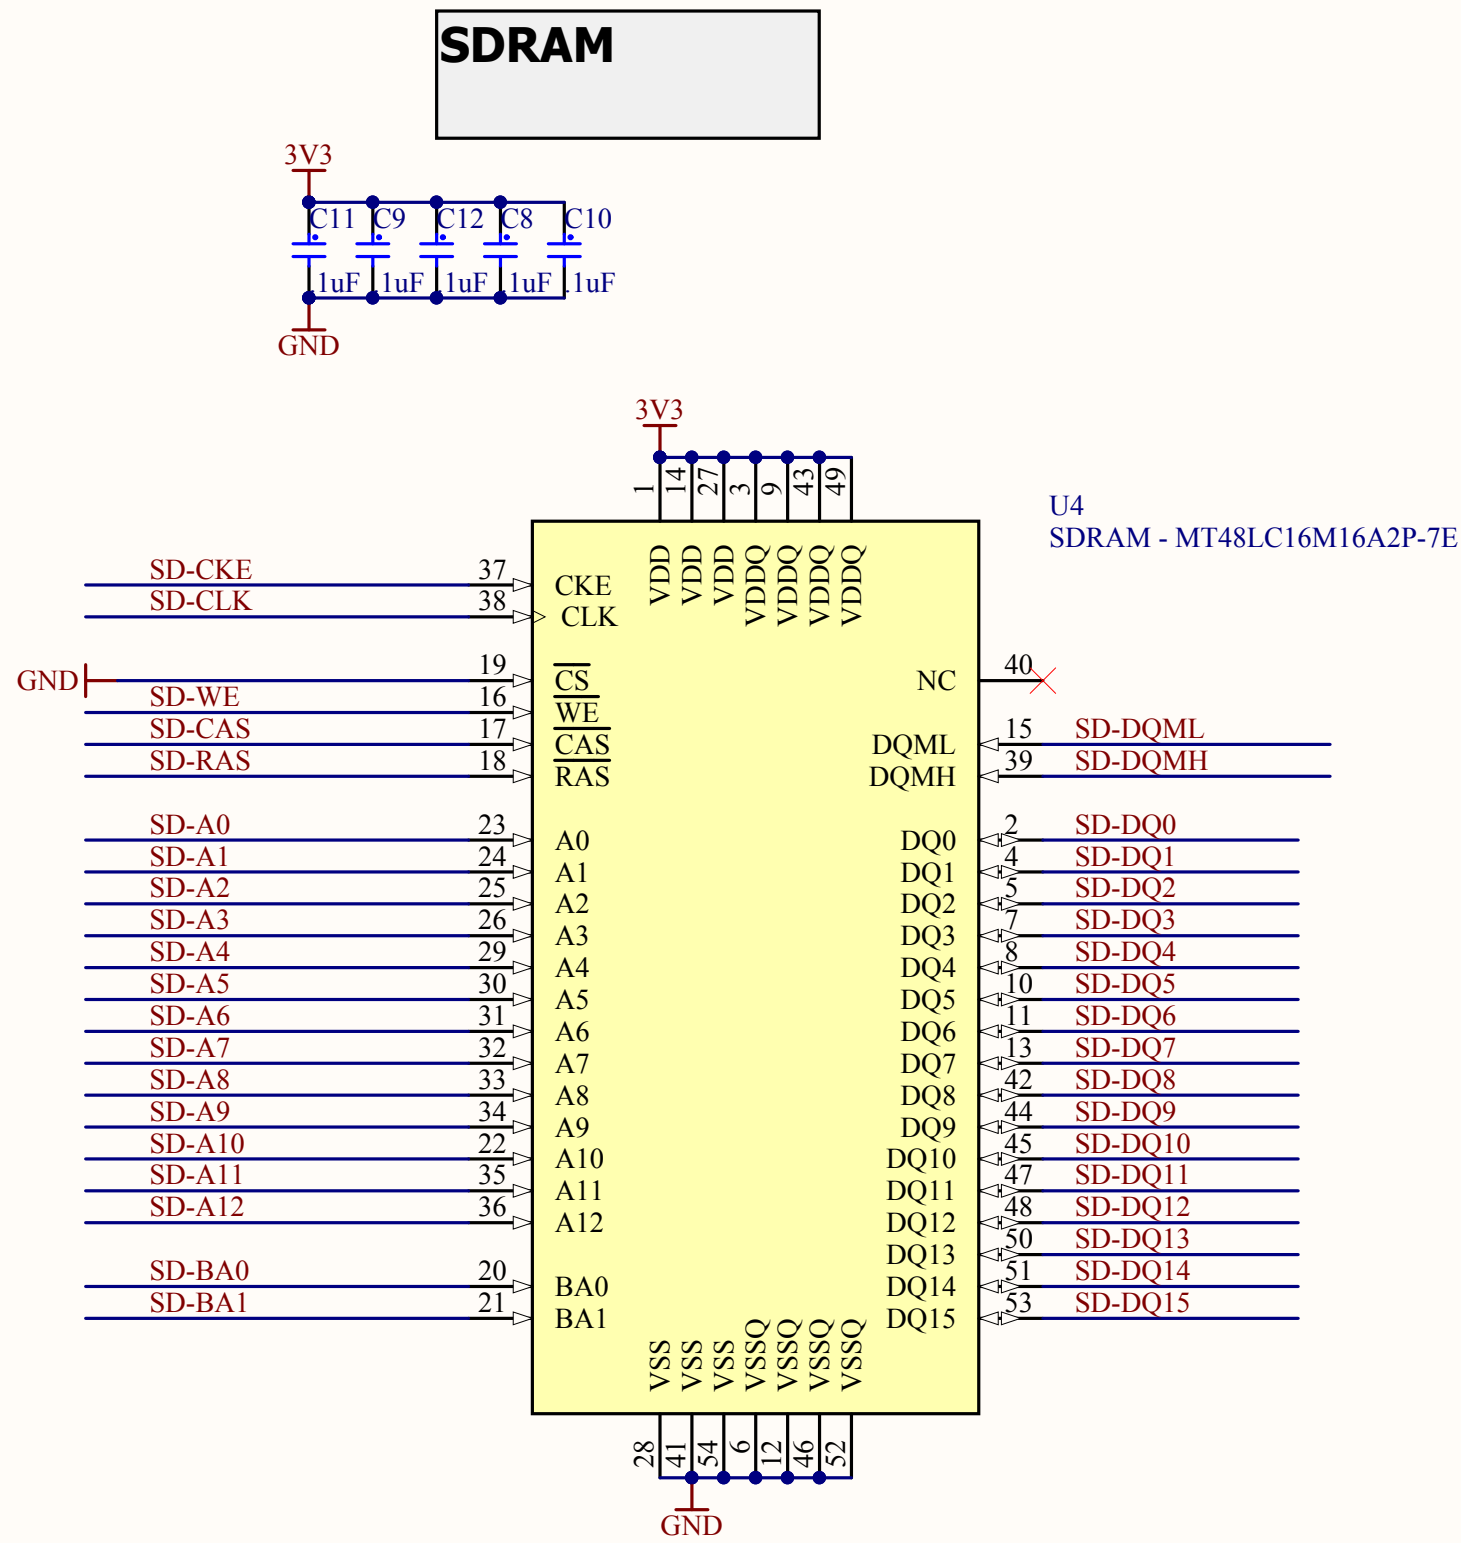 SDRAM
3V3
C11 C9 C12 C8 C10
.1uF .1uF .1uF .1uF .1uF
GND
3V3
1 14 27 3 9 43 49
U4
SDRAM - MT48LC16M16A2P-7E
VDD VDD VDD VDDQ VDDQ VDDQ VDDQ
SD-CKE 37 CKE
SD-CLK 38 CLK
GND 19 CS NC 40
SD-WE 16 WE
SD-CAS 17 CAS DQML 15 SD-DQML
SD-RAS 18 RAS DQMH 39 SD-DQMH
SD-A0 23 A0 DQ0 2 SD-DQ0
SD-A1 24 A1 DQ1 4 SD-DQ1
SD-A2 25 A2 DQ2 5 SD-DQ2
SD-A3 26 A3 DQ3 7 SD-DQ3
SD-A4 29 A4 DQ4 8 SD-DQ4
SD-A5 30 A5 DQ5 10 SD-DQ5
SD-A6 31 A6 DQ6 11 SD-DQ6
SD-A7 32 A7 DQ7 13 SD-DQ7
SD-A8 33 A8 DQ8 42 SD-DQ8
SD-A9 34 A9 DQ9 44 SD-DQ9
SD-A10 22 A10 DQ10 45 SD-DQ10
SD-A11 35 A11 DQ11 47 SD-DQ11
SD-A12 36 A12 DQ12 48 SD-DQ12
DQ13 50 SD-DQ13
SD-BA0 20 BA0 DQ14 51 SD-DQ14
SD-BA1 21 BA1 DQ15 53 SD-DQ15
VSS VSS VSS VSSQ VSSQ VSSQ VSSQ
28 41 54 6 12 46 52
GND